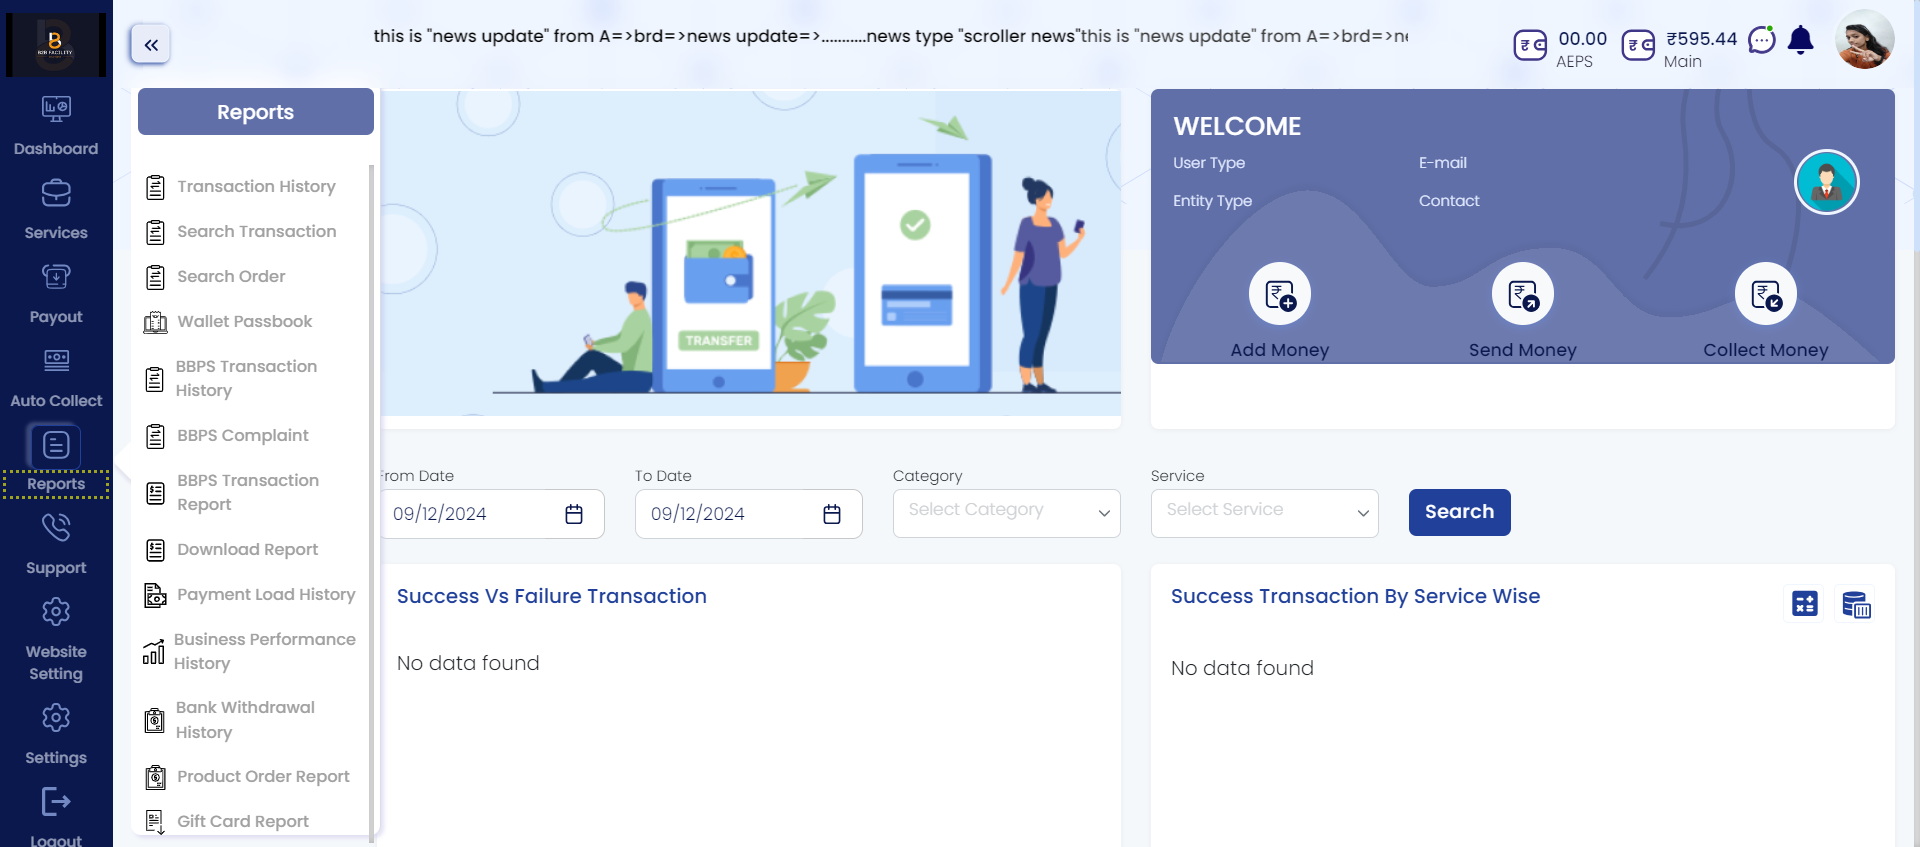 B2B FACILITY
this is "news update" from A=>brd=>news update=>...........news type "scroller news"this is "news update" from A=>brd=>ne
00.00
AEPS
₹595.44
Main
Dashboard
Services
Payout
Auto Collect
Reports
Support
Website
Setting
Settings
Logout
Reports
Transaction History
Search Transaction
Search Order
Wallet Passbook
BBPS Transaction
History
BBPS Complaint
BBPS Transaction
Report
Download Report
Payment Load History
Business Performance
History
Bank Withdrawal
History
Product Order Report
Gift Card Report
TRANSFER
WELCOME
User Type
E-mail
Entity Type
Contact
Add Money
Send Money
Collect Money
From Date
To Date
Category
Service
09/12/2024
09/12/2024
Select Category
Select Service
Search
Success Vs Failure Transaction
No data found
Success Transaction By Service Wise
No data found